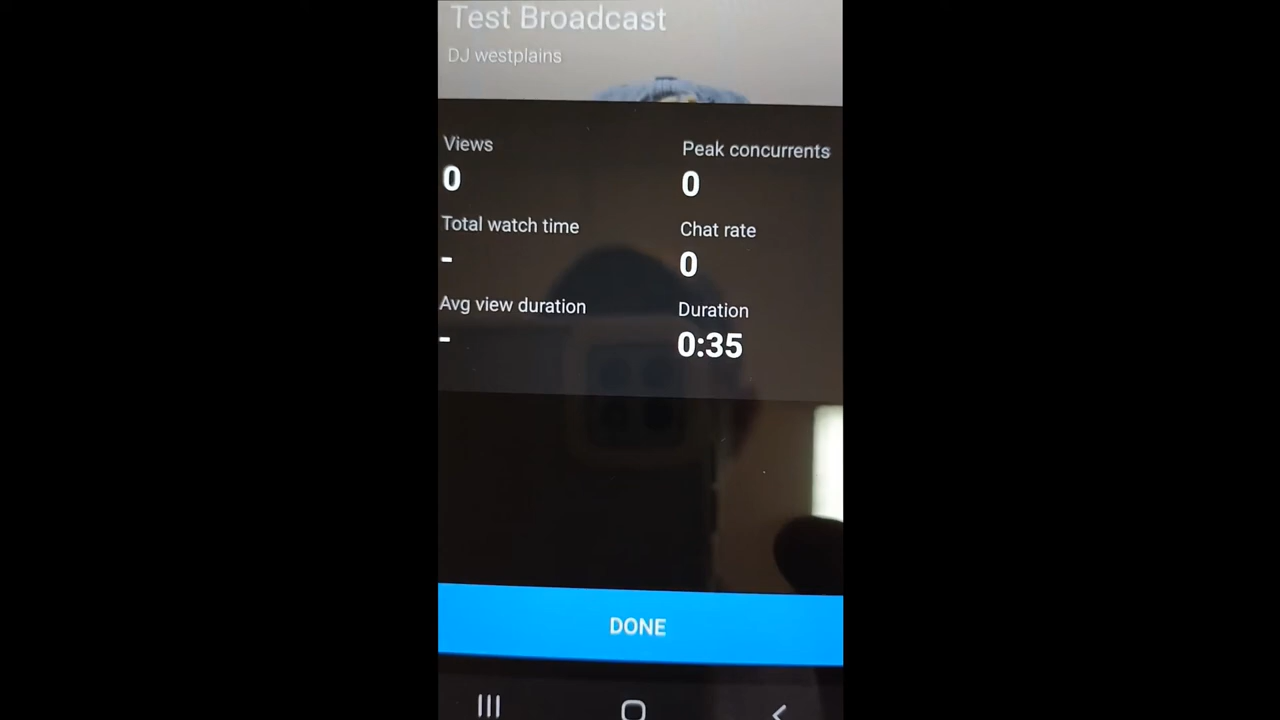 Test Broadcast
DJ westplains
Views
Peak concurrents
0
0
Total watch time
Chat rate
-
0
Avg view duration
Duration
-
0:35
DONE